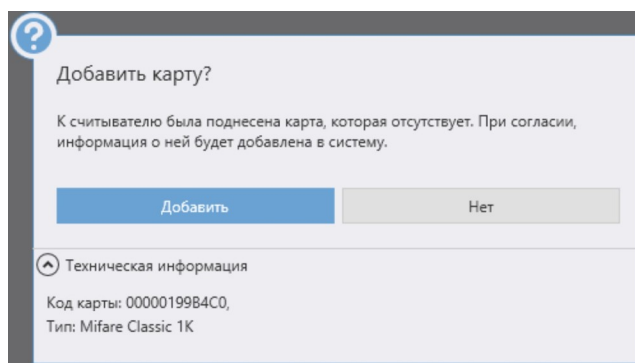 ?
Добавить карту?
К считывателю была поднесена карта, которая отсутствует. При согласии,
информация о ней будет добавлена в систему.
Добавить
Нет
Техническая информация
Код карты: 00000199B4C0,
Тип: Mifare Classic 1K